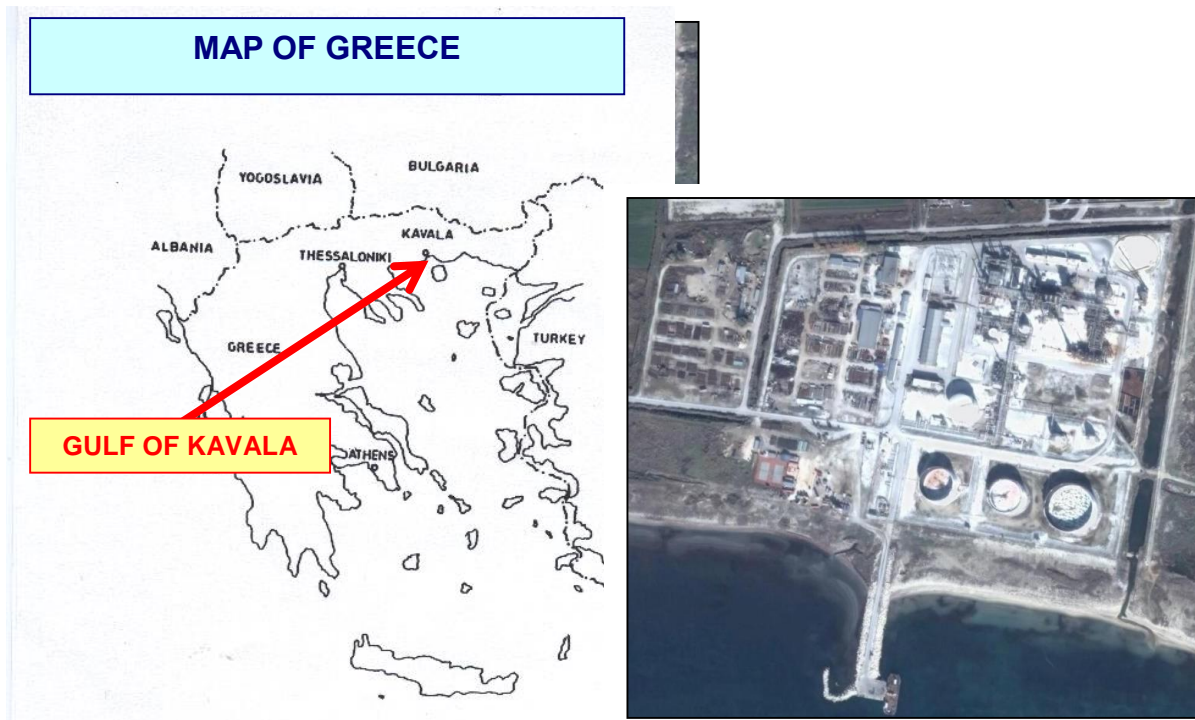 MAP OF GREECE
YOGOSLAVIA
BULGARIA
ALBANIA
KAVALA
THESSALONIKI
GREECE
TURKEY
GULF OF KAVALA
ATHENS